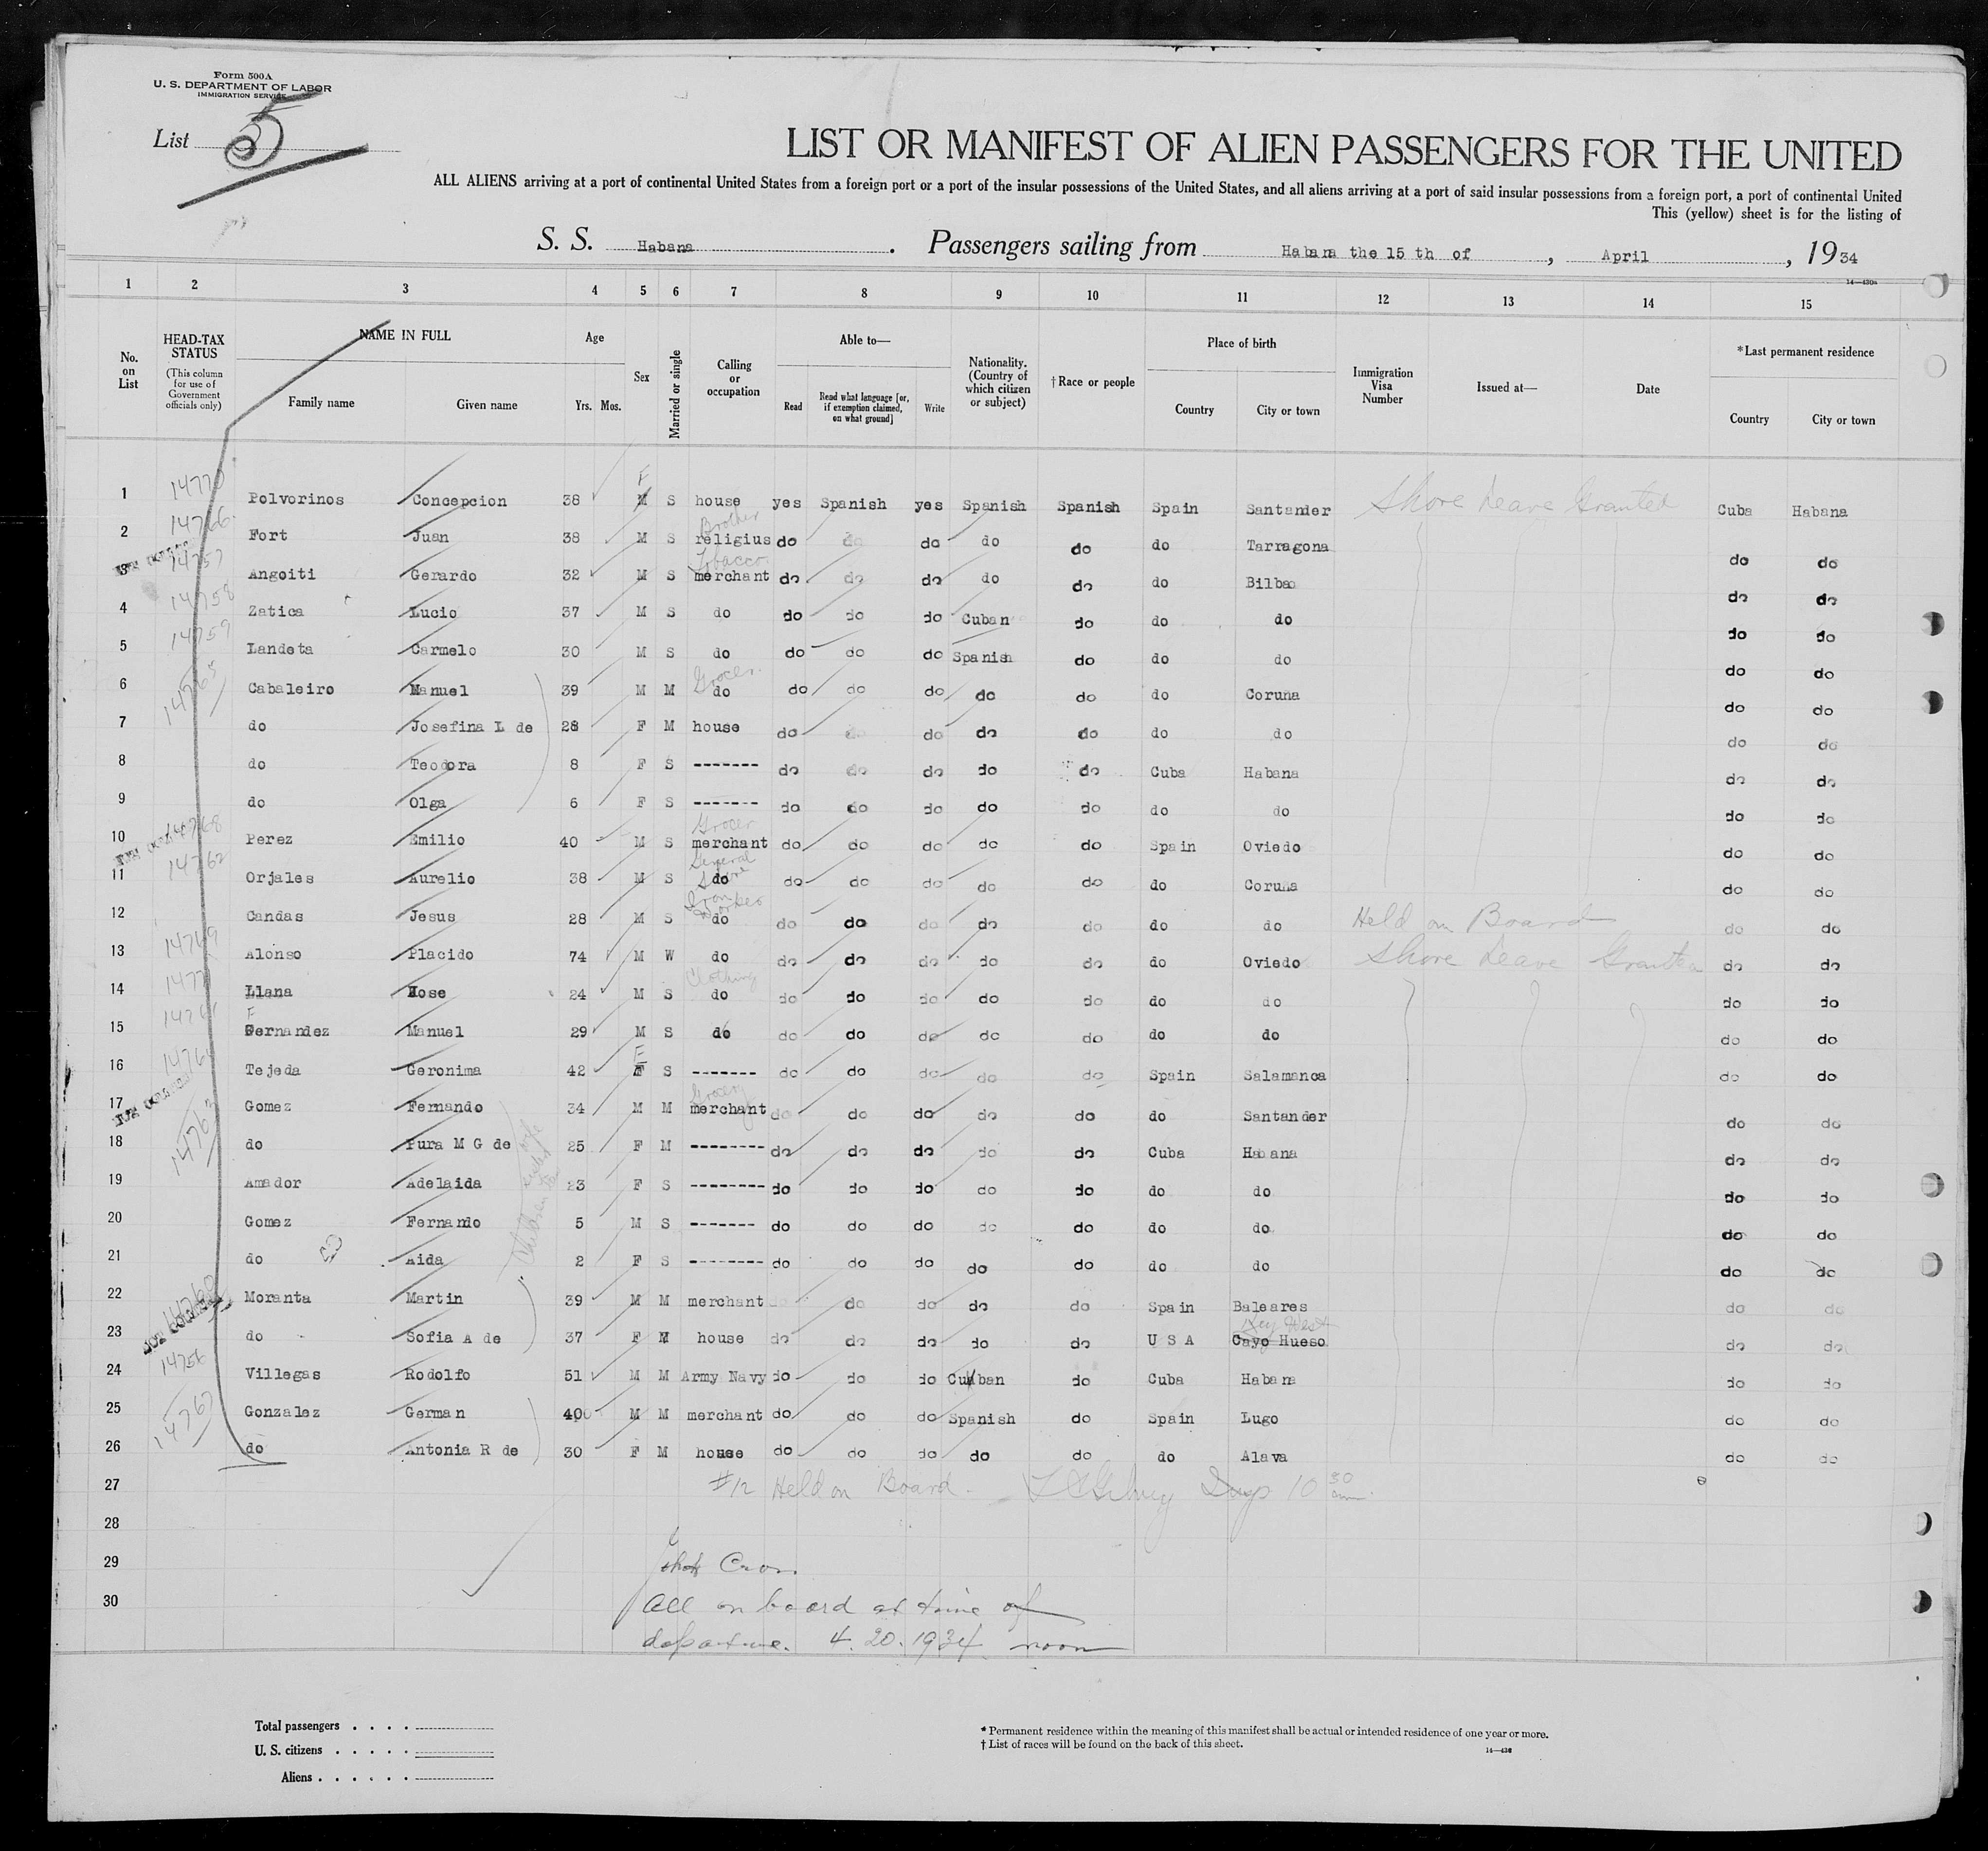 Form 500A
U. S. DEPARTMENT OF LABOR
IMMIGRATION SERVICE
List 5
LIST OR MANIFEST OF ALIEN PASSENGERS FOR THE UNITED
ALL ALIENS arriving at a port of continental United States from a foreign port or a port of the insular possessions of the United States, and all aliens arriving at a port of said insular possessions from a foreign port, a port of continental United
This (yellow) sheet is for the listing of
S. S. Habana . Passengers sailing from Habana the 15 th of , April , 1934
14—430a
1 2 3 4 5 6 7 8 9 10 11 12 13 14 15
No. on List
HEAD-TAX STATUS (This column for use of Government officials only)
NAME IN FULL
Family name Given name
Age
Yrs. Mos.
Sex
Married or single
Calling or occupation
Able to—
Read
Read what language [or, if exemption claimed, on what ground]
Write
Nationality. (Country of which citizen or subject)
†Race or people
Place of birth
Country City or town
Immigration Visa Number
Issued at—
Date
*Last permanent residence
Country City or town
1 14770 Polvorinos Concepcion 38 F M S house yes Spanish yes Spanish Spanish Spain Santander Shore Leave Granted Cuba Habana
2 14766 Fort Juan 38 M S Brother religius do do do do do do Tarragona do do
3 14757 Angoiti Gerardo 32 M S Tobacco merchant do do do do do do Bilbao do do
4 14758 Zatica Lucio 37 M S do do do do Cuban do do do do do
5 14759 Landeta Carmelo 30 M S do do do do Spanish do do do do do
6 14765 Cabaleiro Manuel 39 M M Grocer do do do do do do do Coruna do do
7 do Josefina L de 28 F M house do do do do do do do do do
8 do Teodora 8 F S ------- do do do do do Cuba Habana do do
9 do Olga 6 F S ------- do do do do do do do do do
10 14768 Perez Emilio 40 M S Grocer merchant do do do do do Spain Oviedo do do
11 14762 Orjales Aurelio 38 M S General Store do do do do do do do Coruna do do
12 Candas Jesus 28 M S Iron Worker do do do do do do do do Held on Board do do
13 14769 Alonso Placido 74 M W do do do do do do do Oviedo Shore Leave Granted do do
14 1477 Llana Hose 24 M S Clothing do do do do do do do do do do
15 F Dernandez Manuel 29 M S do do do do do do do do do do
16 1476 Tejeda Geronima 42 F S ------- do do do do do Spain Salamanca do do
17 Gomez Fernando 34 M M Grocery merchant do do do do do do Santander do do
18 14763 do Pura M G de 25 F M -------- do do do do do Cuba Habana do do
19 Amador Adelaida 23 F S -------- do do do do do do do do do
20 Gomez Fernando 5 M S ------- do do do do do do do do do
21 do Aida 2 F S -------- do do do do do do do do do
22 Moranta Martin 39 M M merchant do do do do do Spain Baleares do do
23 do Sofia A de 37 F M house do do do do do U S A Key West Cayo Hueso do do
24 14756 Villegas Rodolfo 51 M M Army Navy do do do Cuban do Cuba Habana do do
25 14767 Gonzalez German 40 M M merchant do do do Spanish do Spain Lugo do do
26 do Antonia R de 30 F M house do do do do do do Alava do do
27 #12 Held on Board. 10 30 am
28
29
30 All on board at time of
departure. 4. 20. 1934 noon
Total passengers . . . .
U. S. citizens . . . . .
Aliens . . . . . .
* Permanent residence within the meaning of this manifest shall be actual or intended residence of one year or more.
† List of races will be found on the back of this sheet.
14—430